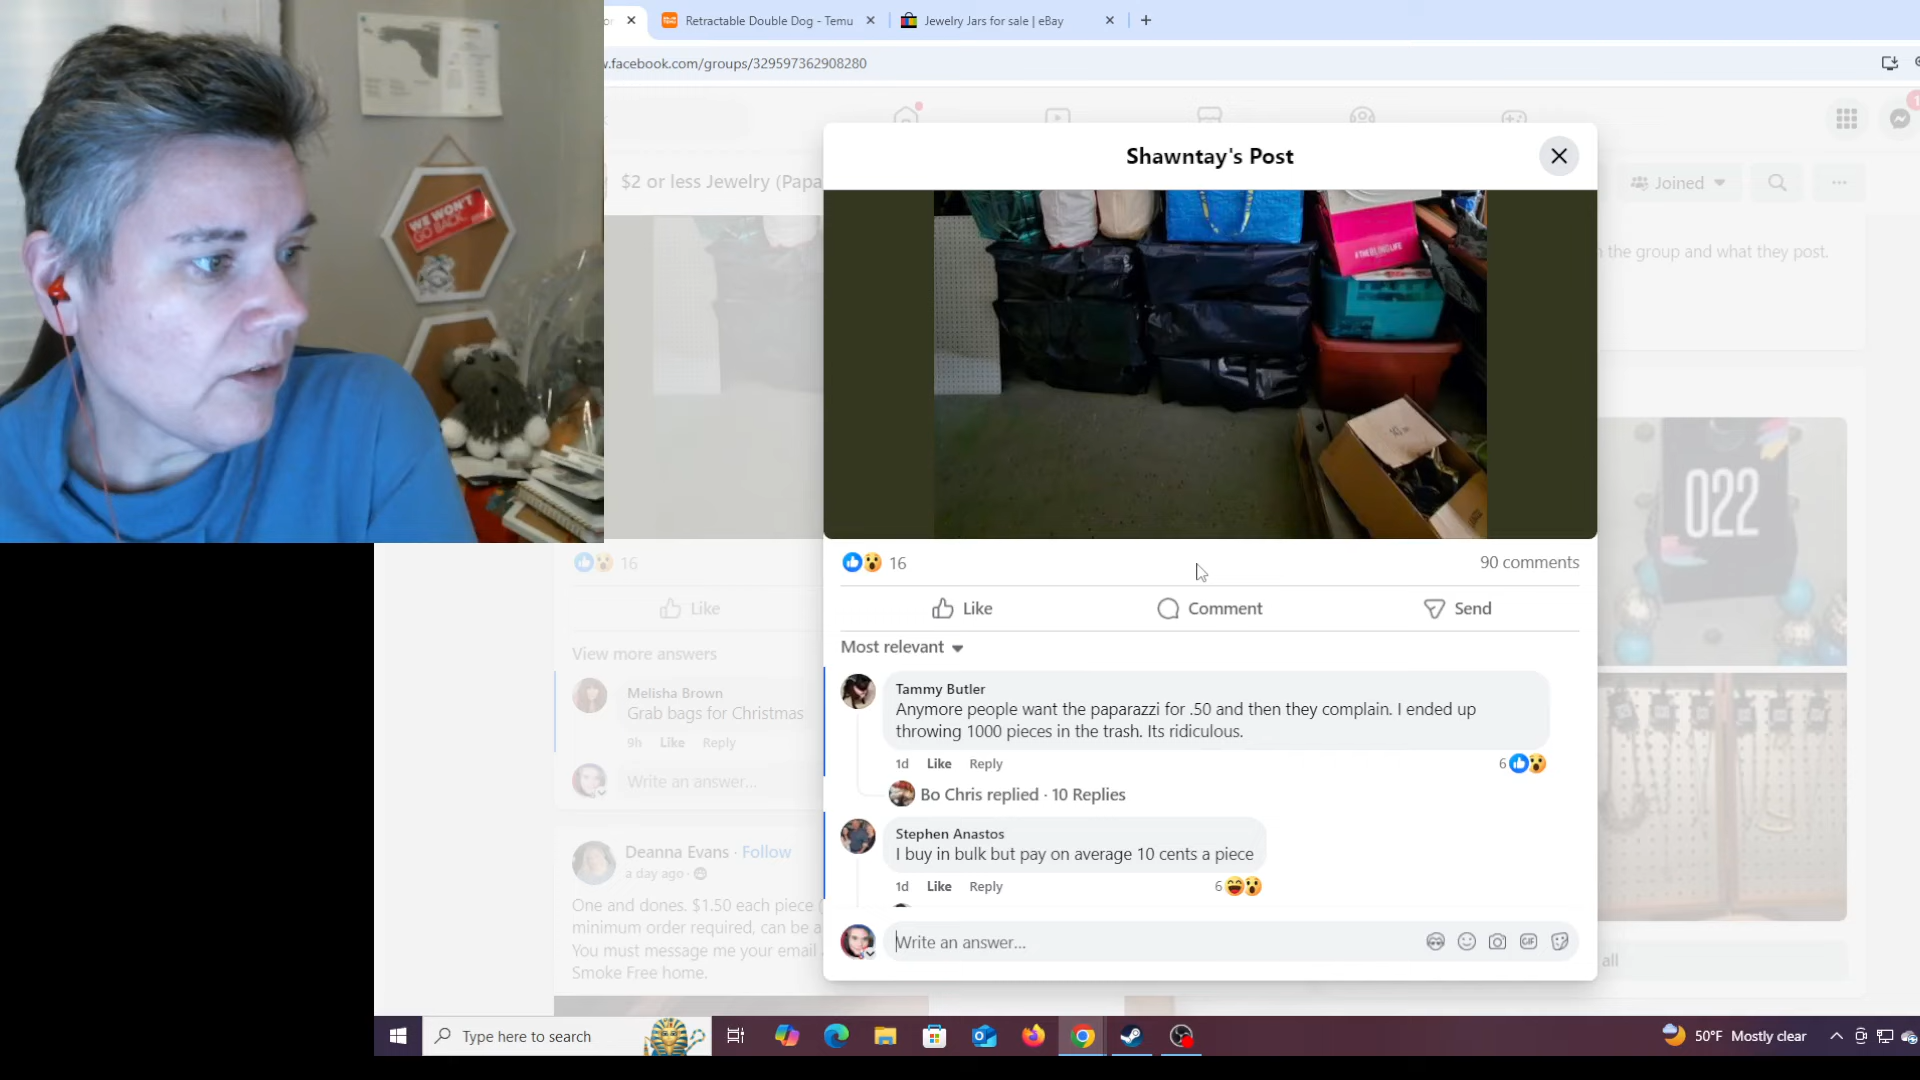 Retractable Double Dog - Temu
Jewelry Jars for sale | eBay
.facebook.com/groups/329597362908280
$2 or less Jewelry (Papa
Joined
Shawntay's Post
WE WON'T
GO BACK
#THEBLINGLIFE
n the group and what they post.
022
16
16
90 comments
Like
Like
Comment
Send
View more answers
Most relevant
Melisha Brown
Grab bags for Christmas
9h Like Reply
Write an answer...
Tammy Butler
Anymore people want the paparazzi for .50 and then they complain. I ended up
throwing 1000 pieces in the trash. Its ridiculous.
1d Like Reply
6
Bo Chris replied · 10 Replies
Stephen Anastos
I buy in bulk but pay on average 10 cents a piece
1d Like Reply
6
Deanna Evans · Follow
a day ago ·
One and dones. $1.50 each piece
minimum order required, can be a
You must message me your email
Smoke Free home.
Write an answer...
GIF
all
Type here to search
50°F Mostly clear